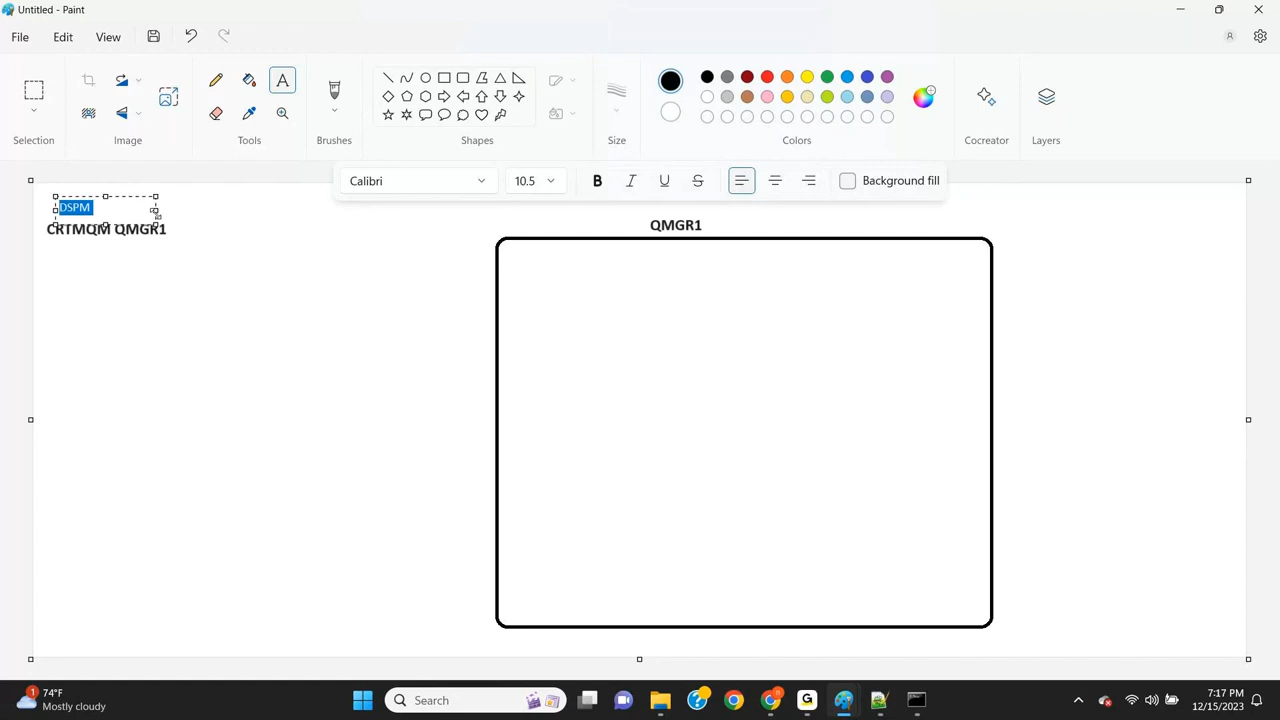 Untitled - Paint
File Edit View
Selection Image Tools Brushes Shapes Size Colors Cocreator Layers
Calibri 10.5 B I U S Background fill
DSPM
CRTMQM QMGR1
QMGR1
1 74°F
Mostly cloudy
Search
7:17 PM
12/15/2023